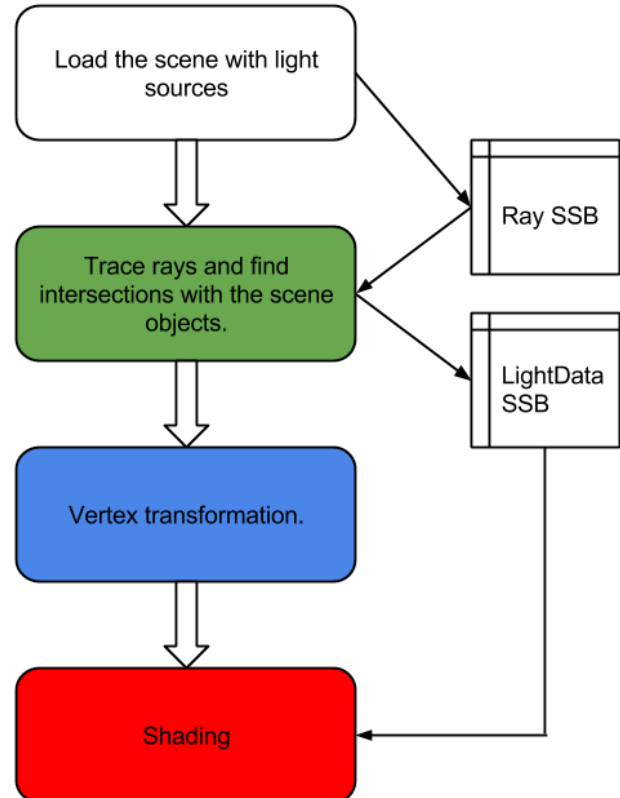 Load the scene with light
sources
Ray SSB
Trace rays and find
intersections with the scene
objects.
LightData
SSB
Vertex transformation.
Shading